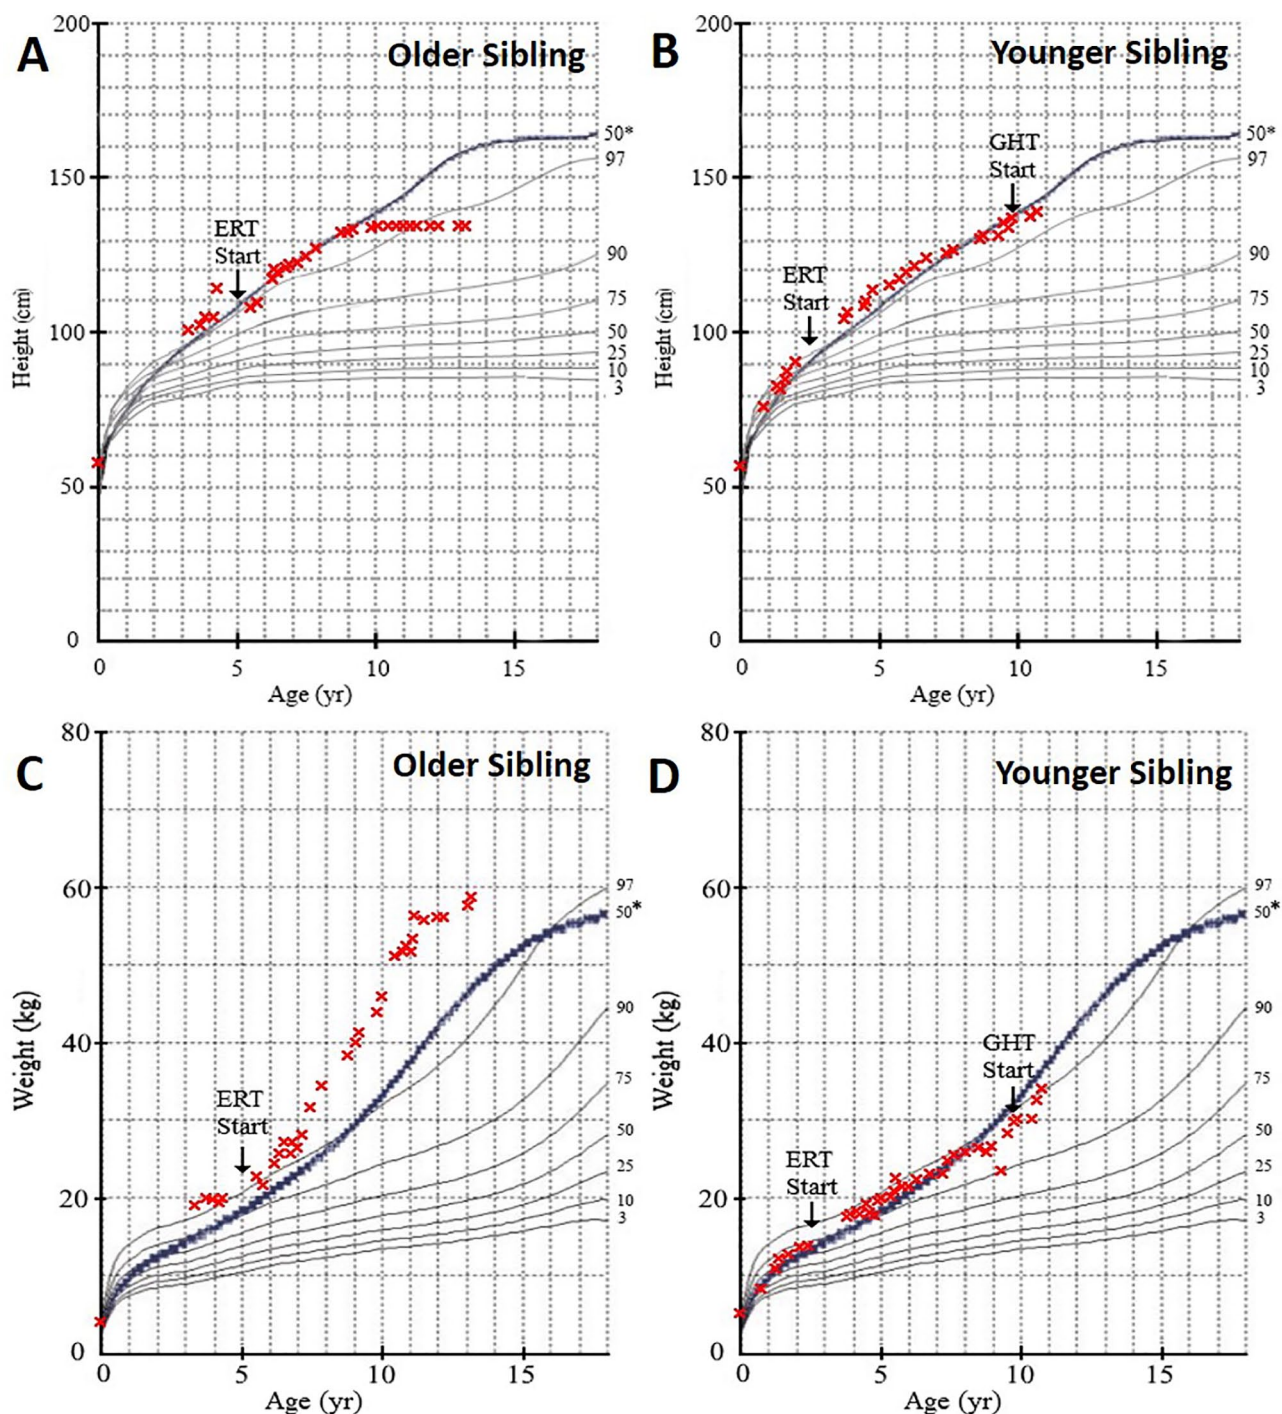 A
Older Sibling
200
150
100
50
0
Height (cm)
ERT
Start
50*
97
90
75
50
25
10
3
0 5 10 15
Age (yr)
B
Younger Sibling
200
150
100
50
0
Height (cm)
ERT
Start
GHT
Start
50*
97
90
75
50
25
10
3
0 5 10 15
Age (yr)
C
Older Sibling
80
60
40
20
0
Weight (kg)
ERT
Start
97
50*
90
75
50
25
10
3
0 5 10 15
Age (yr)
D
Younger Sibling
80
60
40
20
0
Weight (kg)
ERT
Start
GHT
Start
97
50*
90
75
50
25
10
3
0 5 10 15
Age (yr)